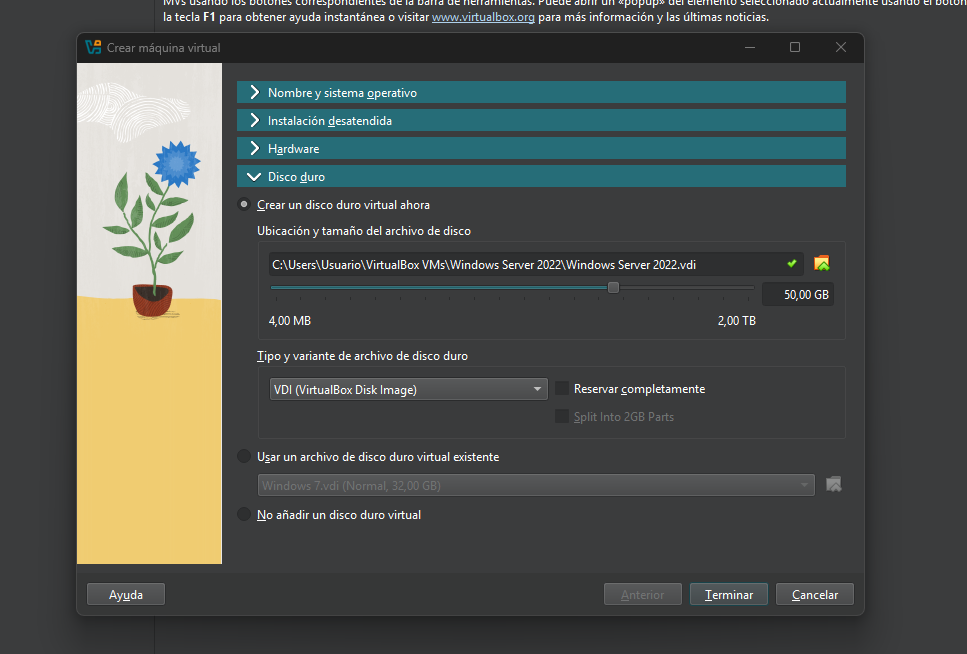 MVs usando los botones correspondientes de la barra de herramientas. Puede abrir un «popup» del elemento seleccionado actualmente usando el botón
la tecla F1 para obtener ayuda instantánea o visitar www.virtualbox.org para más información y las últimas noticias.
Crear máquina virtual
Nombre y sistema operativo
Instalación desatendida
Hardware
Disco duro
Crear un disco duro virtual ahora
Ubicación y tamaño del archivo de disco
C:\Users\Usuario\VirtualBox VMs\Windows Server 2022\Windows Server 2022.vdi
50,00 GB
4,00 MB 2,00 TB
Tipo y variante de archivo de disco duro
VDI (VirtualBox Disk Image) Reservar completamente
Split Into 2GB Parts
Usar un archivo de disco duro virtual existente
Windows 7.vdi (Normal, 32,00 GB)
No añadir un disco duro virtual
Ayuda Anterior Terminar Cancelar